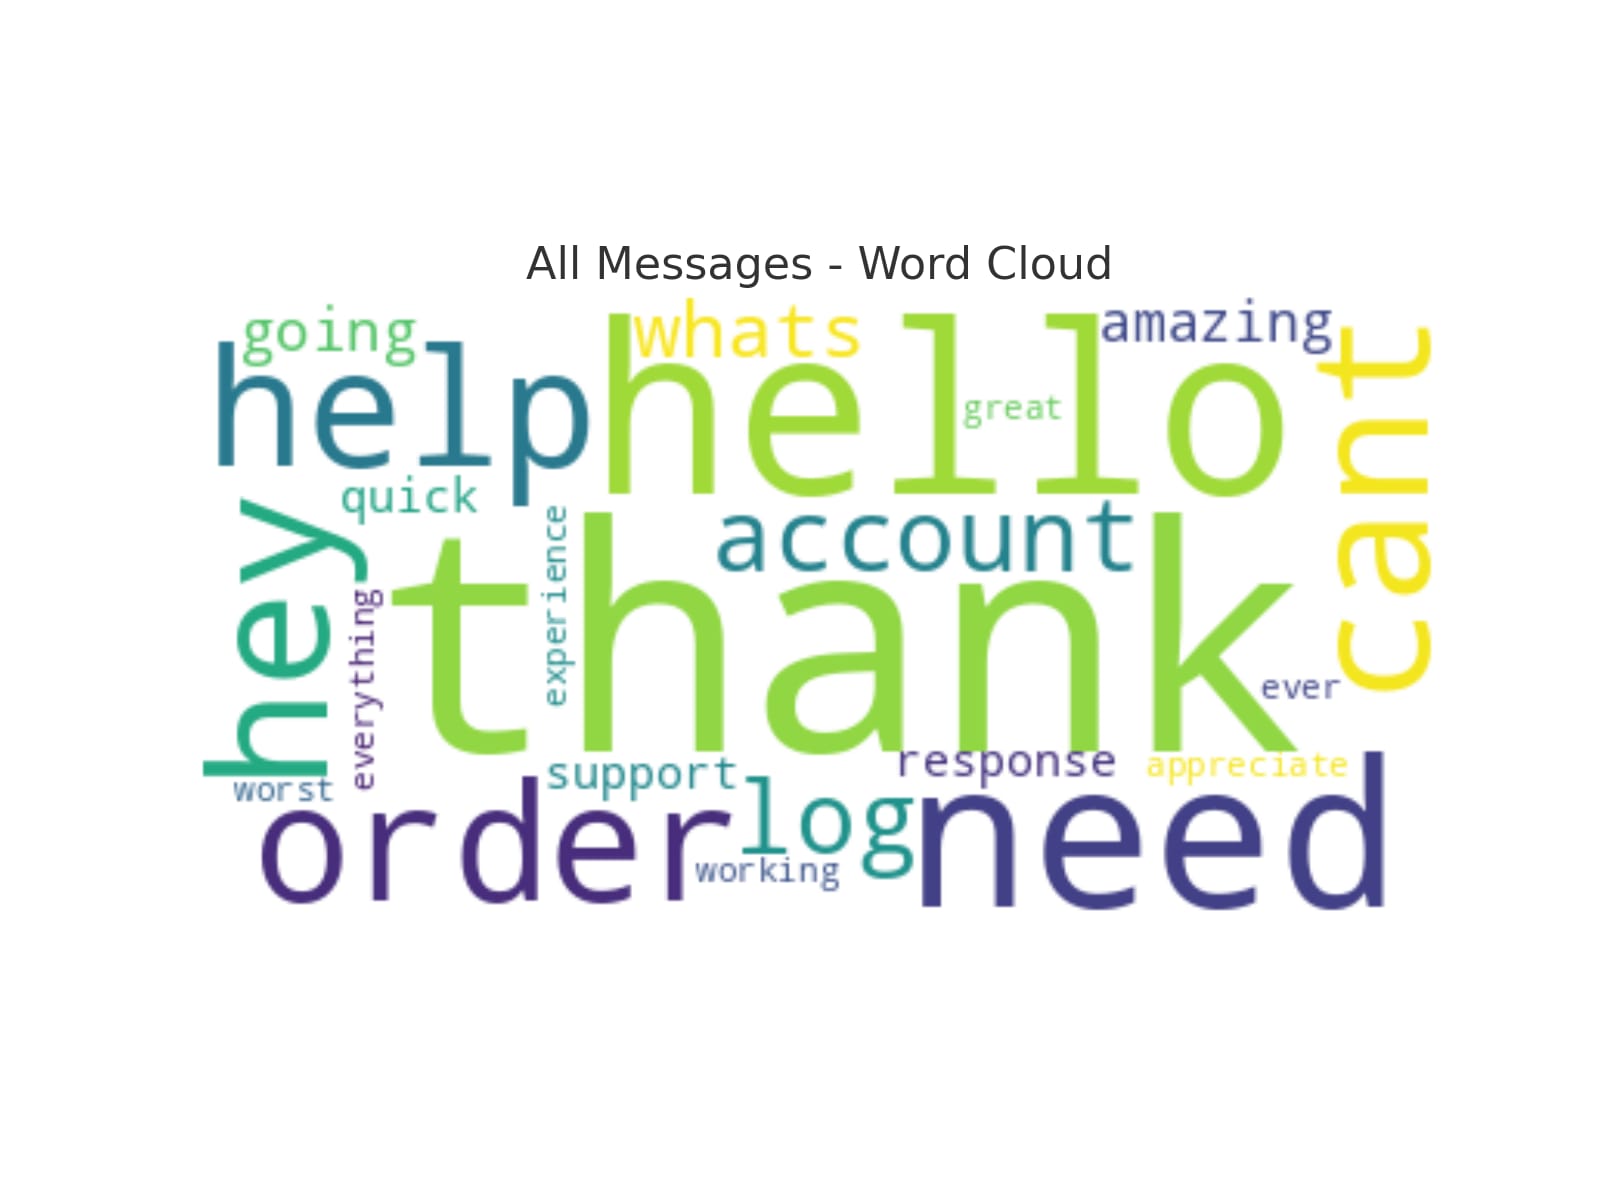 All Messages - Word Cloud
going
whats
amazing
help
hello
great
cant
quick
hey
experience
account
thank
everything
ever
worst
support
response
appreciate
order
log
working
need